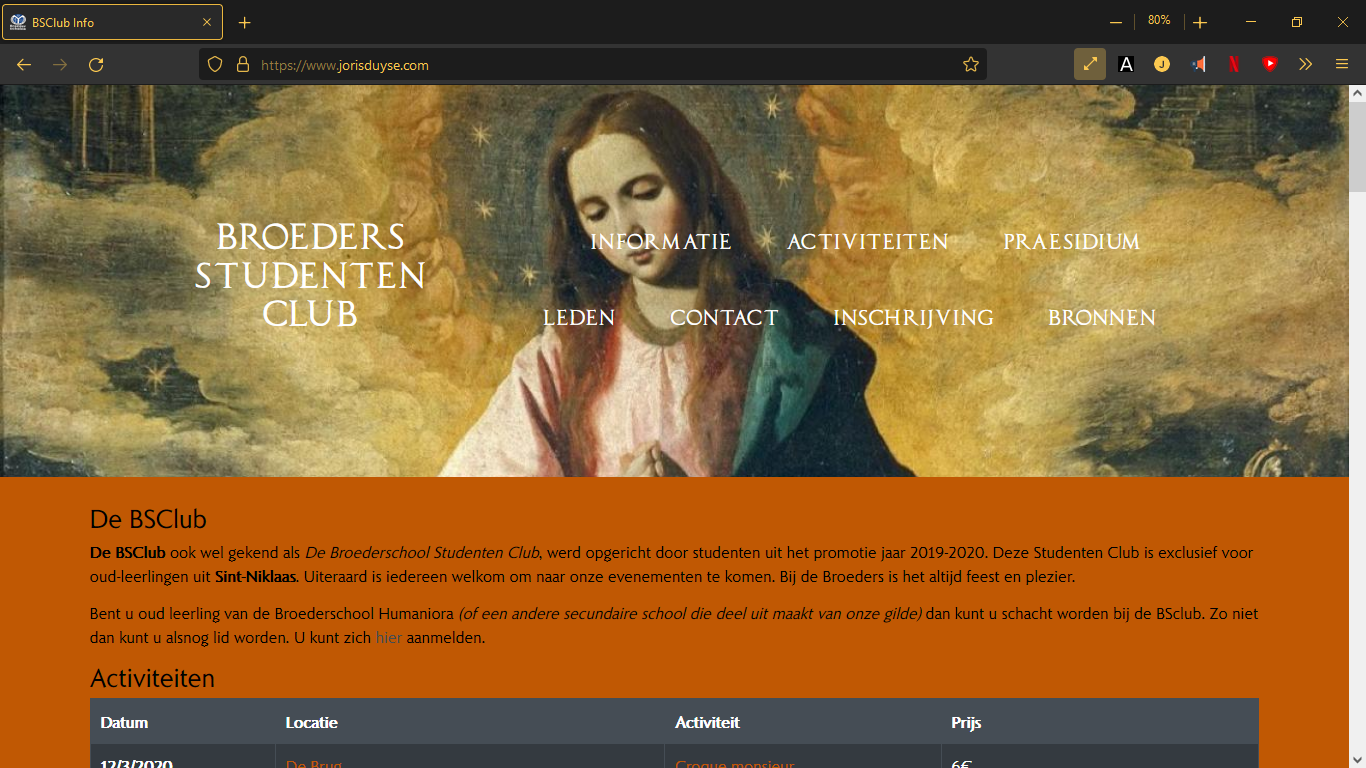 BSClub Info
80%
https://www.jorisduyse.com
BROEDERS
STUDENTEN
CLUB
INFORMATIE ACTIVITEITEN PRAESIDIUM
LEDEN CONTACT INSCHRIJVING BRONNEN
De BSClub
De BSClub ook wel gekend als De Broederschool Studenten Club, werd opgericht door studenten uit het promotie jaar 2019-2020. Deze Studenten Club is exclusief voor
oud-leerlingen uit Sint-Niklaas. Uiteraard is iedereen welkom om naar onze evenementen te komen. Bij de Broeders is het altijd feest en plezier.
Bent u oud leerling van de Broederschool Humaniora (of een andere secundaire school die deel uit maakt van onze gilde) dan kunt u schacht worden bij de BSclub. Zo niet
dan kunt u alsnog lid worden. U kunt zich hier aanmelden.
Activiteiten
Datum Locatie Activiteit Prijs
12/3/2020 De Brug Croque monsieur 6€